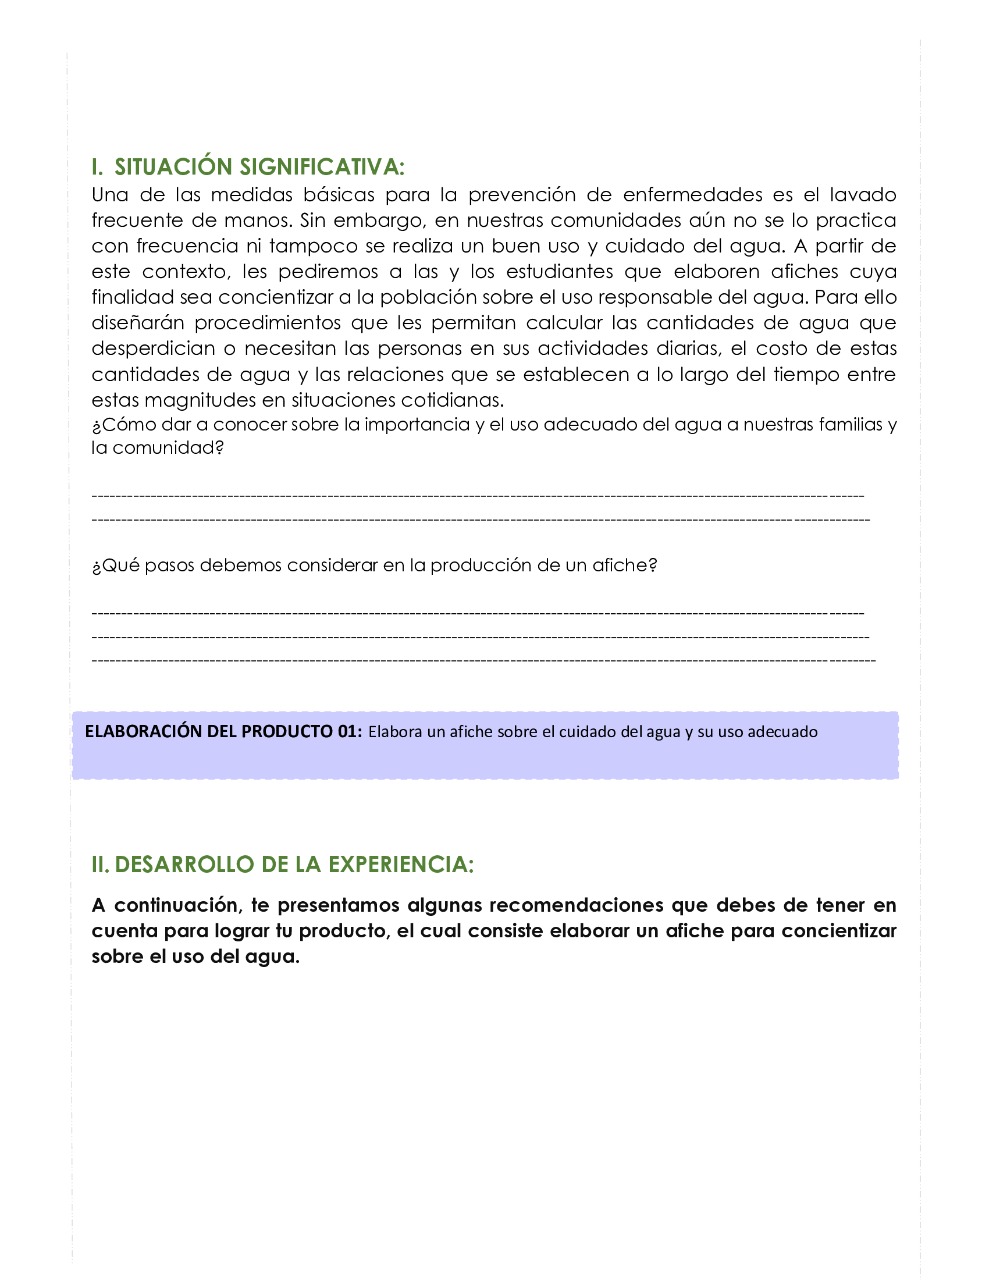 I. SITUACIÓN SIGNIFICATIVA:
Una de las medidas básicas para la prevención de enfermedades es el lavado
frecuente de manos. Sin embargo, en nuestras comunidades aún no se lo practica
con frecuencia ni tampoco se realiza un buen uso y cuidado del agua. A partir de
este contexto, les pediremos a las y los estudiantes que elaboren afiches cuya
finalidad sea concientizar a la población sobre el uso responsable del agua. Para ello
diseñarán procedimientos que les permitan calcular las cantidades de agua que
desperdician o necesitan las personas en sus actividades diarias, el costo de estas
cantidades de agua y las relaciones que se establecen a lo largo del tiempo entre
estas magnitudes en situaciones cotidianas.
¿Cómo dar a conocer sobre la importancia y el uso adecuado del agua a nuestras familias y
la comunidad?
¿Qué pasos debemos considerar en la producción de un afiche?
ELABORACIÓN DEL PRODUCTO 01: Elabora un afiche sobre el cuidado del agua y su uso adecuado
II. DESARROLLO DE LA EXPERIENCIA:
A continuación, te presentamos algunas recomendaciones que debes de tener en
cuenta para lograr tu producto, el cual consiste elaborar un afiche para concientizar
sobre el uso del agua.